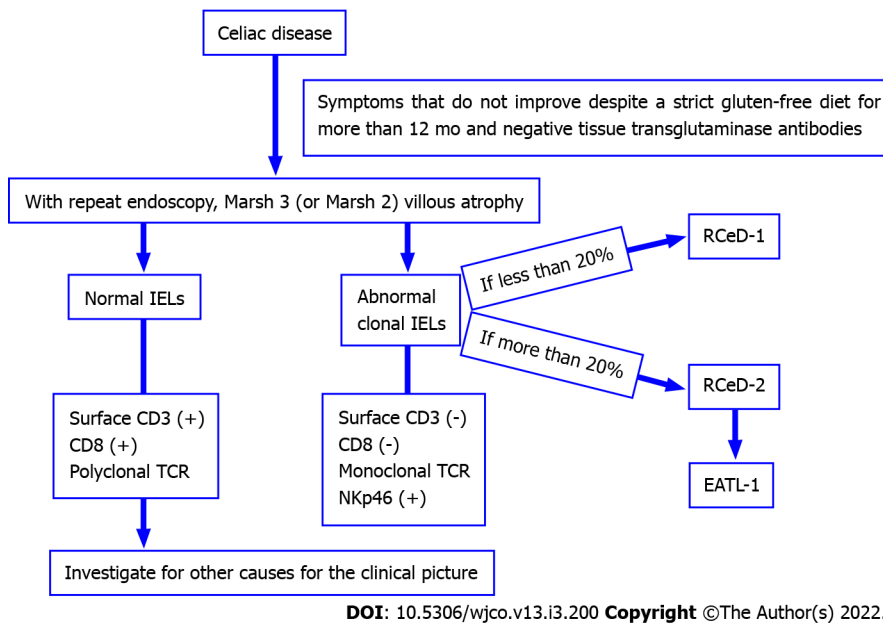 Celiac disease
Symptoms that do not improve despite a strict gluten-free diet for
more than 12 mo and negative tissue transglutaminase antibodies
With repeat endoscopy, Marsh 3 (or Marsh 2) villous atrophy
RCeD-1
If less than 20%
Normal IELs
Abnormal
clonal IELs
If more than 20%
RCeD-2
Surface CD3 (+)
CD8 (+)
Polyclonal TCR
Surface CD3 (-)
CD8 (-)
Monoclonal TCR
NKp46 (+)
EATL-1
Investigate for other causes for the clinical picture
DOI: 10.5306/wjco.v13.i3.200 Copyright ©The Author(s) 2022.